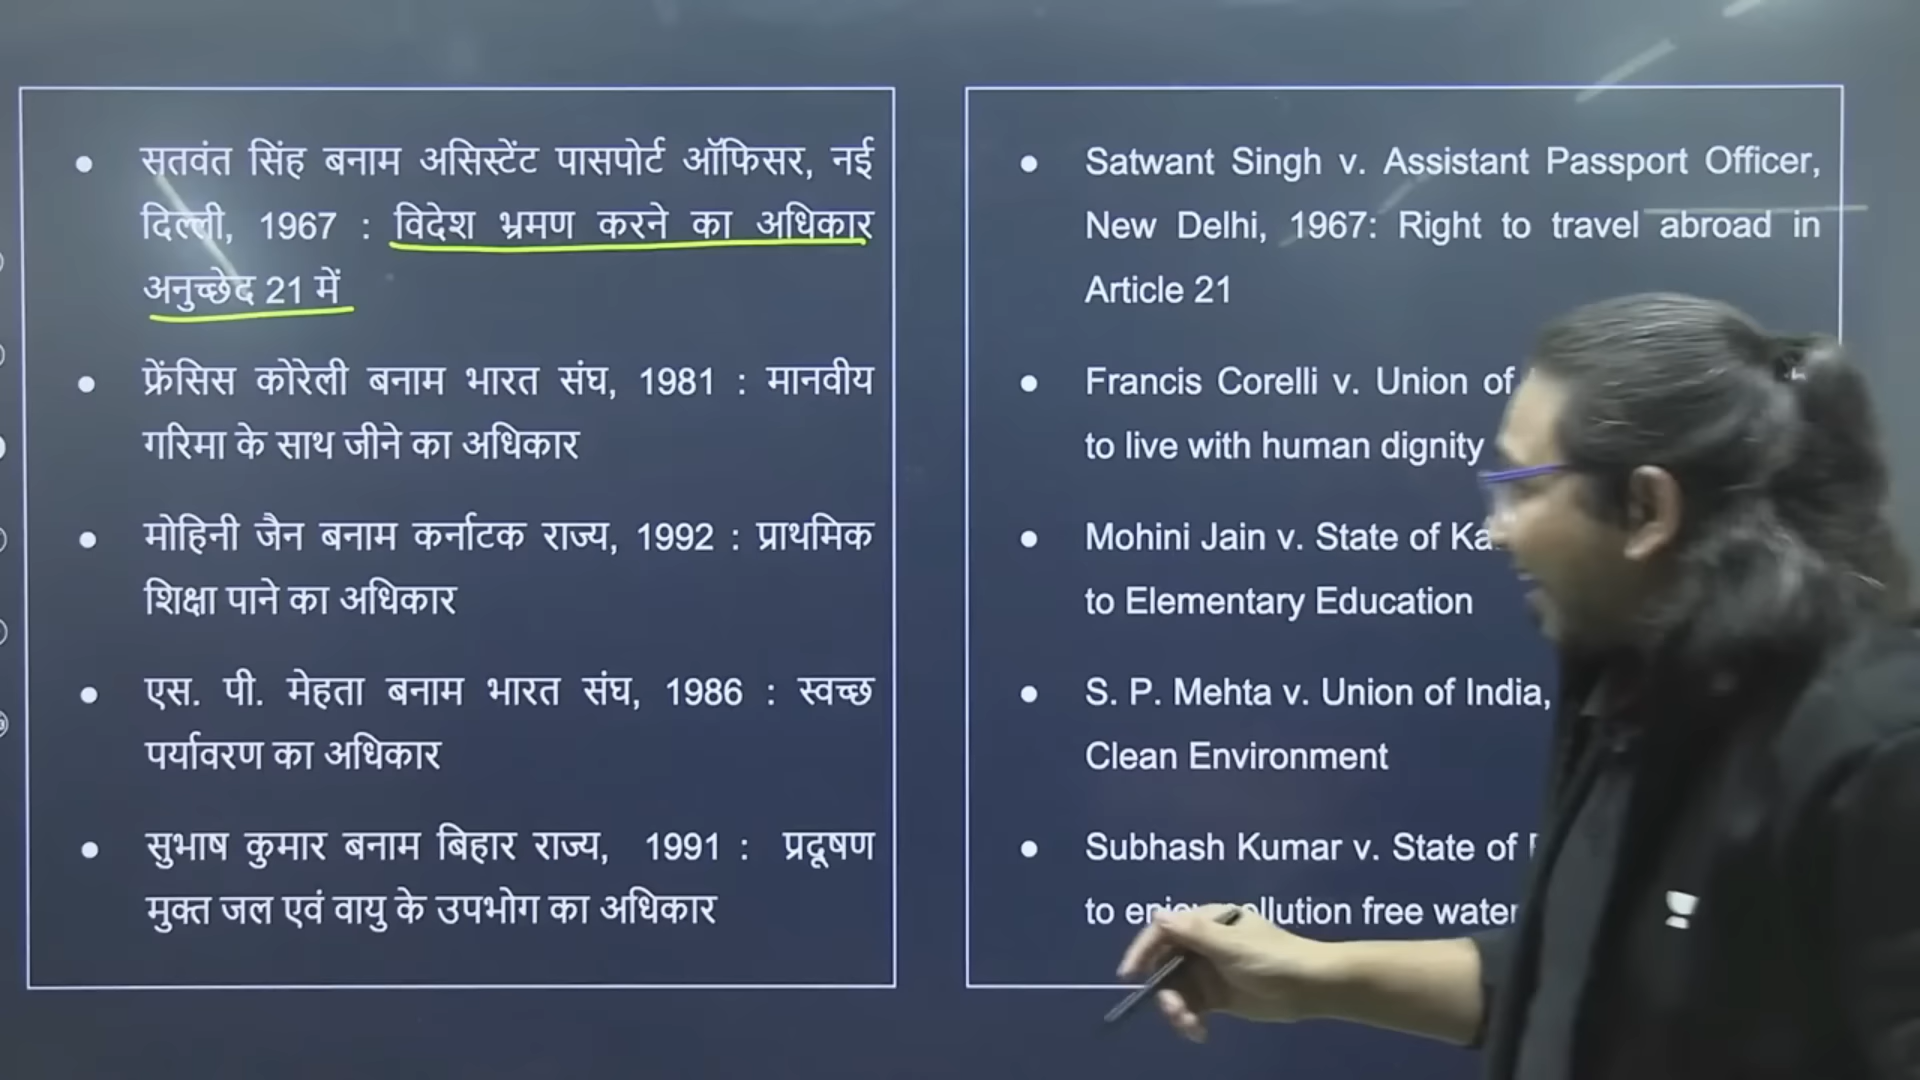 सतवंत सिंह बनाम असिस्टेंट पासपोर्ट ऑफिसर, नई
दिल्ली, 1967 : विदेश भ्रमण करने का अधिकार
अनुच्छेद 21 में
फ्रेंसिस कोरेली बनाम भारत संघ, 1981 : मानवीय
गरिमा के साथ जीने का अधिकार
मोहिनी जैन बनाम कर्नाटक राज्य, 1992 : प्राथमिक
शिक्षा पाने का अधिकार
एस. पी. मेहता बनाम भारत संघ, 1986 : स्वच्छ
पर्यावरण का अधिकार
सुभाष कुमार बनाम बिहार राज्य, 1991 : प्रदूषण
मुक्त जल एवं वायु के उपभोग का अधिकार
Satwant Singh v. Assistant Passport Officer,
New Delhi, 1967: Right to travel abroad in
Article 21
Francis Corelli v. Union of
to live with human dignity
Mohini Jain v. State of
to Elementary Education
S. P. Mehta v. Union of India,
Clean Environment
Subhash Kumar v. State of
to free water